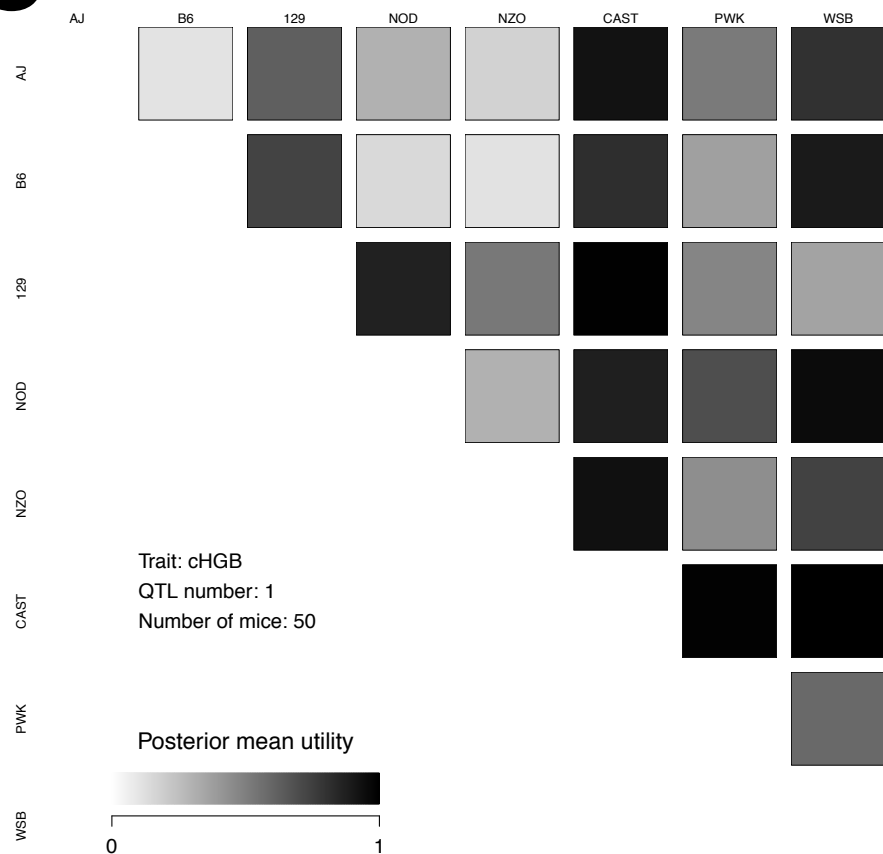 AJ B6 129 NOD NZO CAST PWK WSB
AJ
B6
129
NOD
NZO
CAST
PWK
WSB
Trait: cHGB
QTL number: 1
Number of mice: 50
Posterior mean utility
0 1